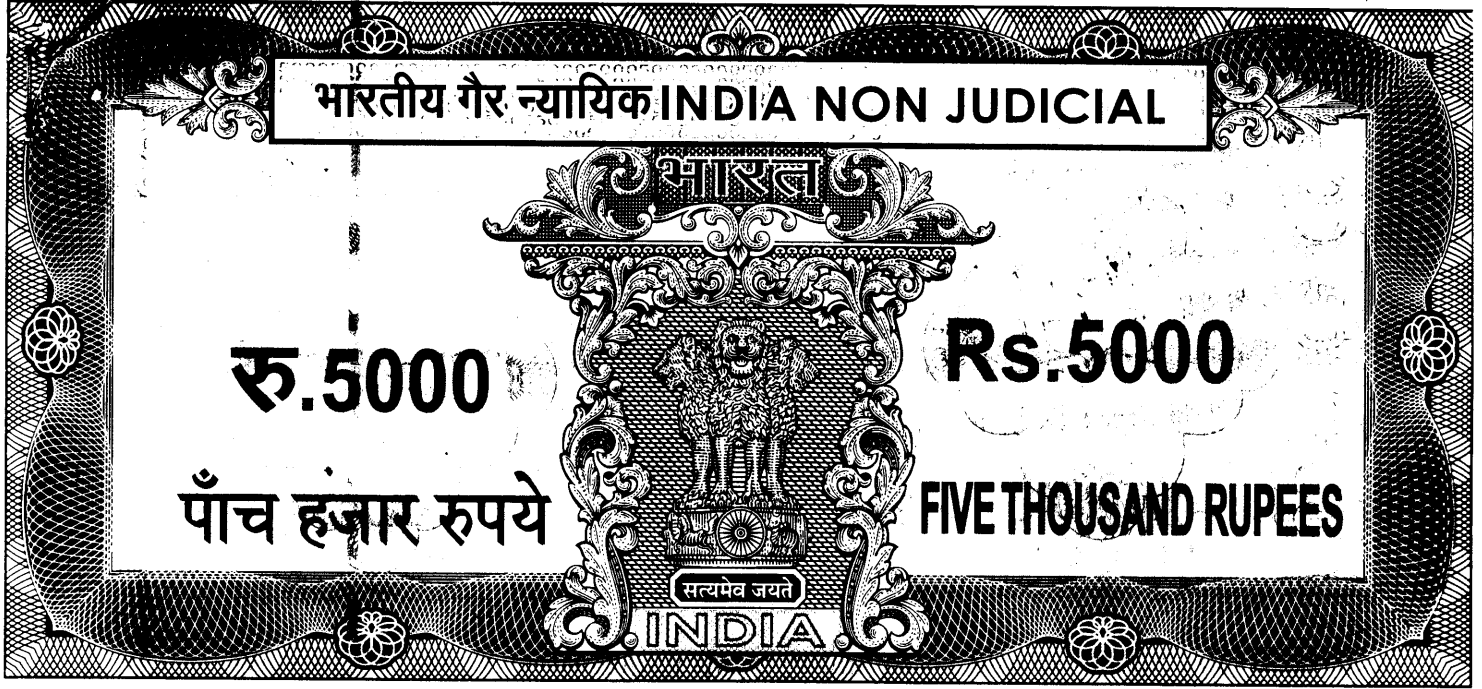 भारतीय गैर न्यायिक INDIA NON JUDICIAL
भारत
रु.5000
Rs.5000
पाँच हजार रुपये
FIVE THOUSAND RUPEES
सत्यमेव जयते
INDIA